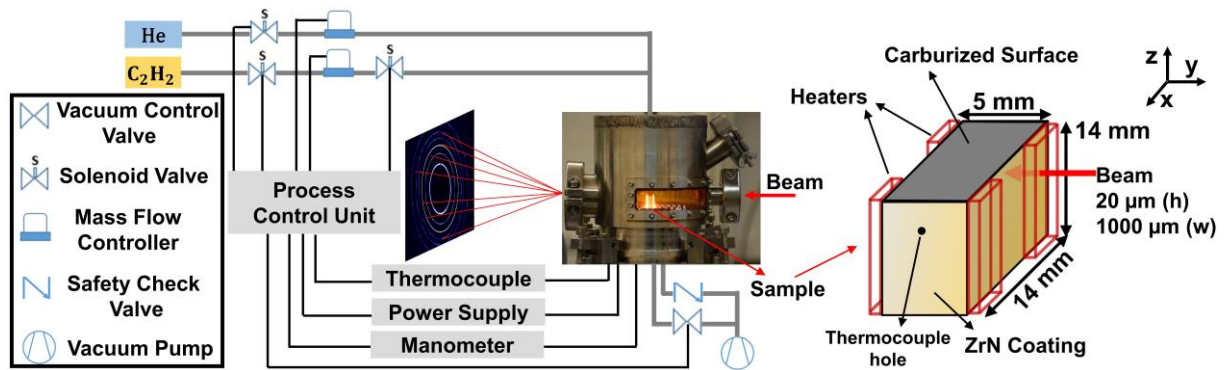 He
C₂H₂
S
S
S
Vacuum Control
Valve
S
Solenoid Valve
Mass Flow
Controller
Safety Check
Valve
Vacuum Pump
Process
Control Unit
Thermocouple
Power Supply
Manometer
Beam
Sample
Carburized Surface
Heaters
5 mm
14 mm
z
y
x
Beam
20 µm (h)
1000 µm (w)
14 mm
Thermocouple
hole
ZrN Coating